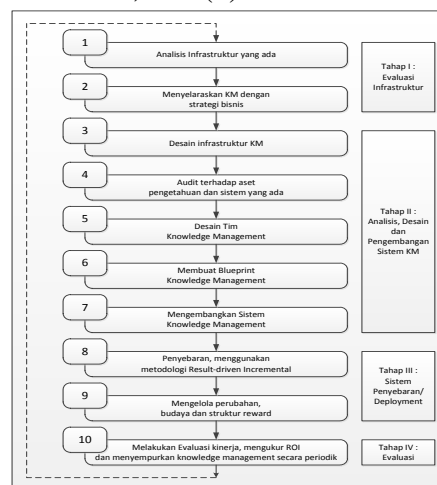 1
Analisis Infrastruktur yang ada
2
Menyelaraskan KM dengan
strategi bisnis
Tahap I :
Evaluasi
Infrastruktur
3
Desain infrastruktur KM
4
Audit terhadap aset
pengetahuan dan sistem yang ada
5
Desain Tim
Knowledge Management
6
Membuat Blueprint
Knowledge Management
7
Mengembangkan Sistem
Knowledge Management
Tahap II :
Analisis, Desain
dan
Pengembangan
Sistem KM
8
Penyebaran, menggunakan
metodologi Result-driven Incremental
9
Mengelola perubahan,
budaya dan struktur reward
Tahap III :
Sistem
Penyebaran/
Deployment
10
Melakukan Evaluasi kinerja, mengukur ROI
dan menyempurkan knowledge management secara periodik
Tahap IV :
Evaluasi